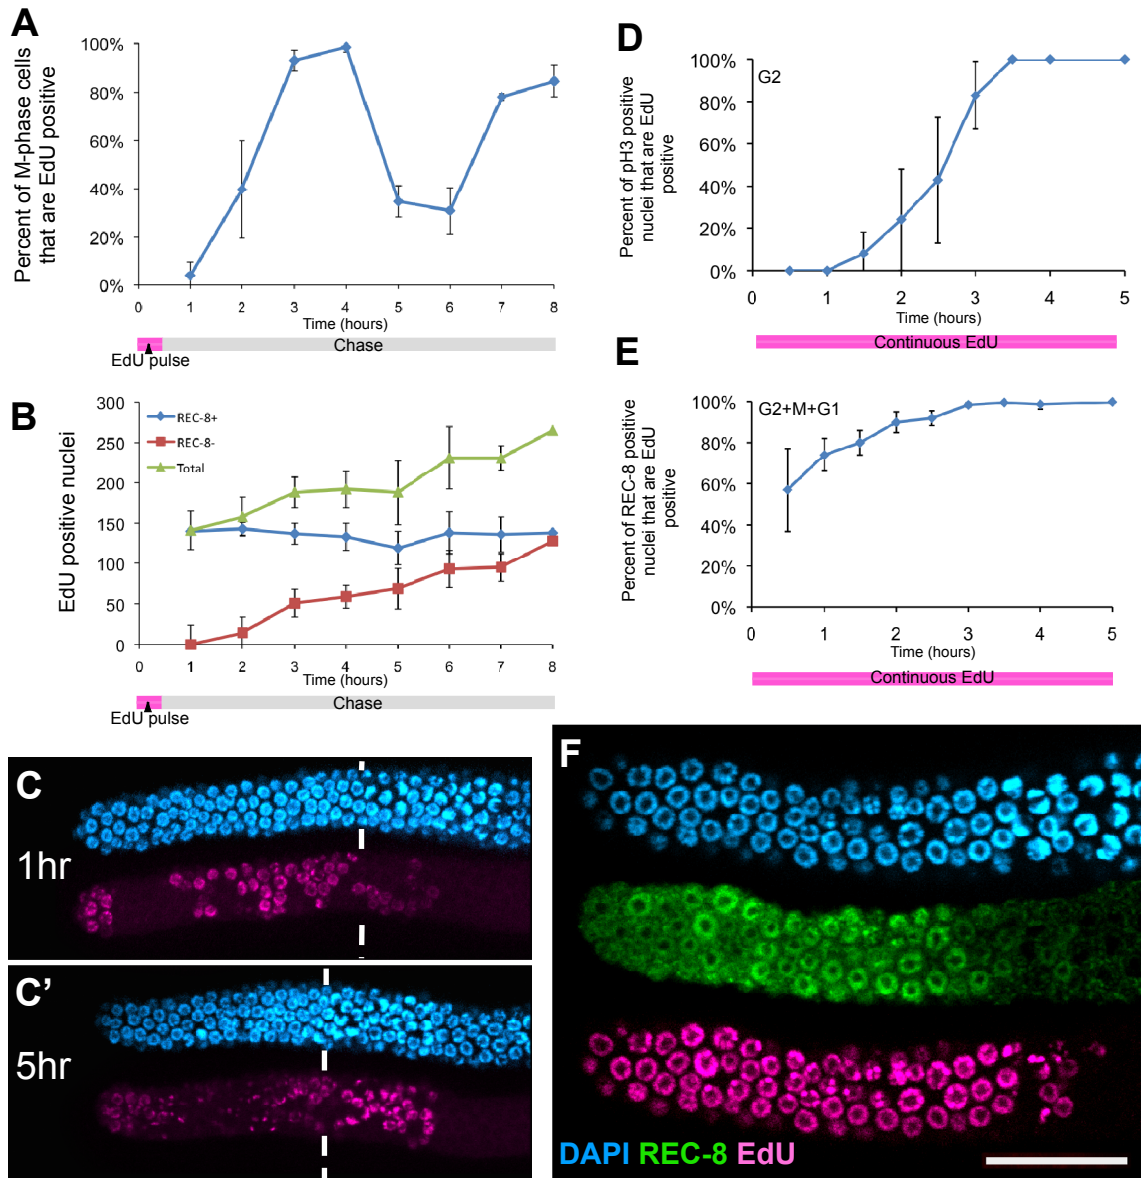 A
Percent of M-phase cells
that are EdU positive
100%
80%
60%
40%
20%
0%
0 1 2 3 4 5 6 7 8
Time (hours)
Chase
EdU pulse
B
EdU positive nuclei
300
250
200
150
100
50
0
REC-8+
REC-8-
Total
0 1 2 3 4 5 6 7 8
Time (hours)
Chase
EdU pulse
C
1hr
C'
5hr
D
Percent of pH3 positive
nuclei that are EdU
positive
G2
100%
80%
60%
40%
20%
0%
0 1 2 3 4 5
Time (hours)
Continuous EdU
E
Percent of REC-8 positive
nuclei that are EdU
positive
G2+M+G1
100%
80%
60%
40%
20%
0%
0 1 2 3 4 5
Time (hours)
Continuous EdU
F
DAPI REC-8 EdU